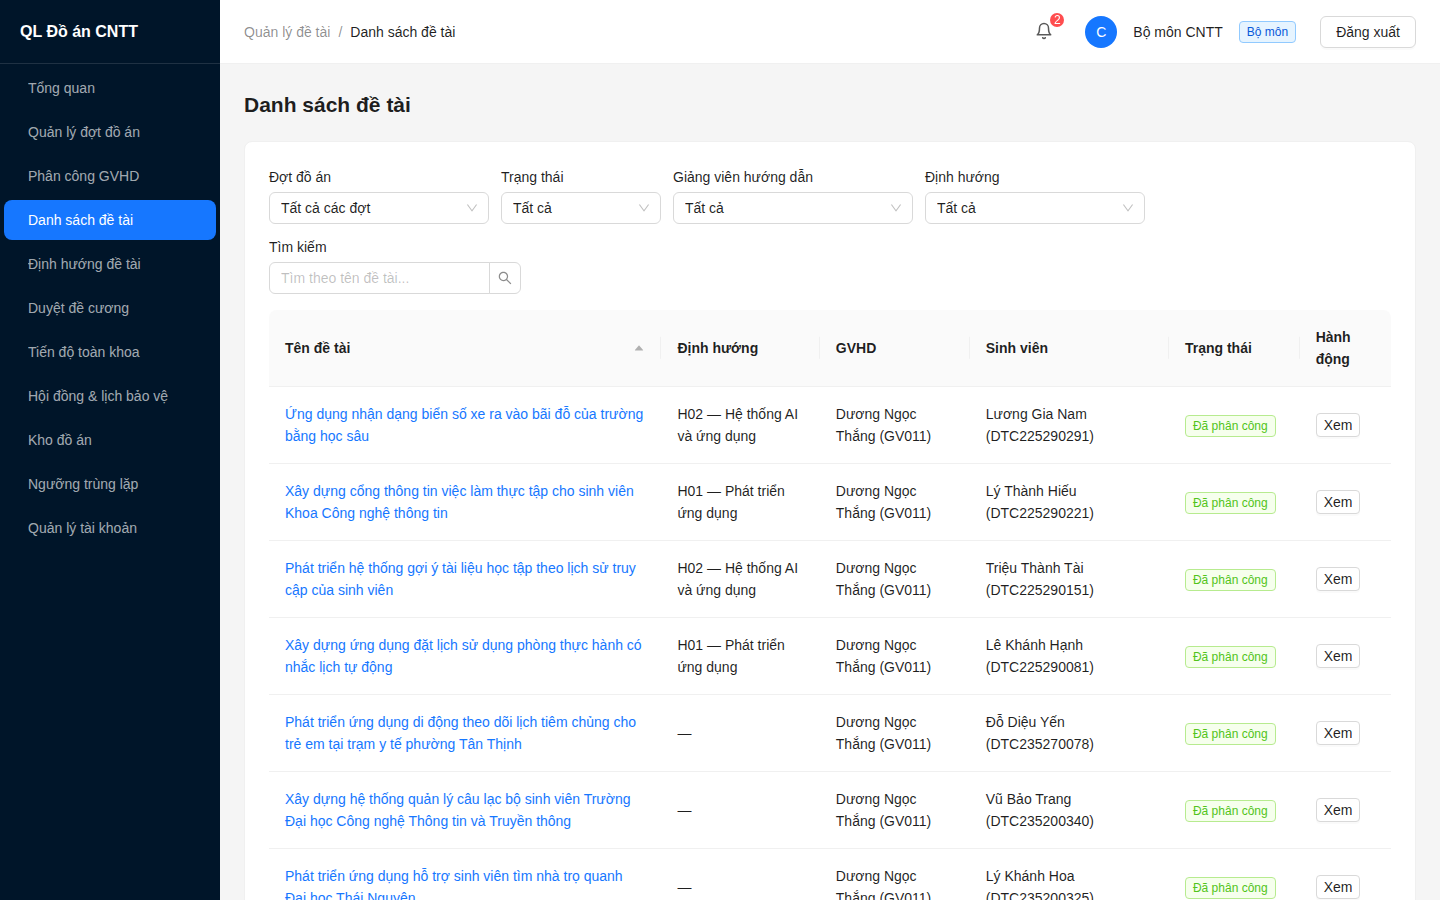 QL Đồ án CNTT
Tổng quan
Quản lý đợt đồ án
Phân công GVHD
Danh sách đề tài
Định hướng đề tài
Duyệt đề cương
Tiến độ toàn khoa
Hội đồng & lịch bảo vệ
Kho đồ án
Ngưỡng trùng lặp
Quản lý tài khoản
Quản lý đề tài / Danh sách đề tài
2
C
Bộ môn CNTT
Bộ môn
Đăng xuất
Danh sách đề tài
Đợt đồ án
Trạng thái
Giảng viên hướng dẫn
Định hướng
Tất cả các đợt
Tất cả
Tất cả
Tất cả
Tìm kiếm
Tìm theo tên đề tài...
Tên đề tài
Định hướng
GVHD
Sinh viên
Trạng thái
Hành
động
Ứng dụng nhận dạng biển số xe ra vào bãi đỗ của trường
bằng học sâu
H02 — Hệ thống AI
và ứng dụng
Dương Ngọc
Thắng (GV011)
Lương Gia Nam
(DTC225290291)
Đã phân công
Xem
Xây dựng cổng thông tin việc làm thực tập cho sinh viên
Khoa Công nghệ thông tin
H01 — Phát triển
ứng dụng
Dương Ngọc
Thắng (GV011)
Lý Thành Hiếu
(DTC225290221)
Đã phân công
Xem
Phát triển hệ thống gợi ý tài liệu học tập theo lịch sử truy
cập của sinh viên
H02 — Hệ thống AI
và ứng dụng
Dương Ngọc
Thắng (GV011)
Triệu Thành Tài
(DTC225290151)
Đã phân công
Xem
Xây dựng ứng dụng đặt lịch sử dụng phòng thực hành có
nhắc lịch tự động
H01 — Phát triển
ứng dụng
Dương Ngọc
Thắng (GV011)
Lê Khánh Hạnh
(DTC225290081)
Đã phân công
Xem
Phát triển ứng dụng di động theo dõi lịch tiêm chủng cho
trẻ em tại trạm y tế phường Tân Thịnh
—
Dương Ngọc
Thắng (GV011)
Đỗ Diệu Yến
(DTC235270078)
Đã phân công
Xem
Xây dựng hệ thống quản lý câu lạc bộ sinh viên Trường
Đại học Công nghệ Thông tin và Truyền thông
—
Dương Ngọc
Thắng (GV011)
Vũ Bảo Trang
(DTC235200340)
Đã phân công
Xem
Phát triển ứng dụng hỗ trợ sinh viên tìm nhà trọ quanh
Đại học Thái Nguyên
—
Dương Ngọc
Thắng (GV011)
Lý Khánh Hoa
(DTC235200325)
Đã phân công
Xem